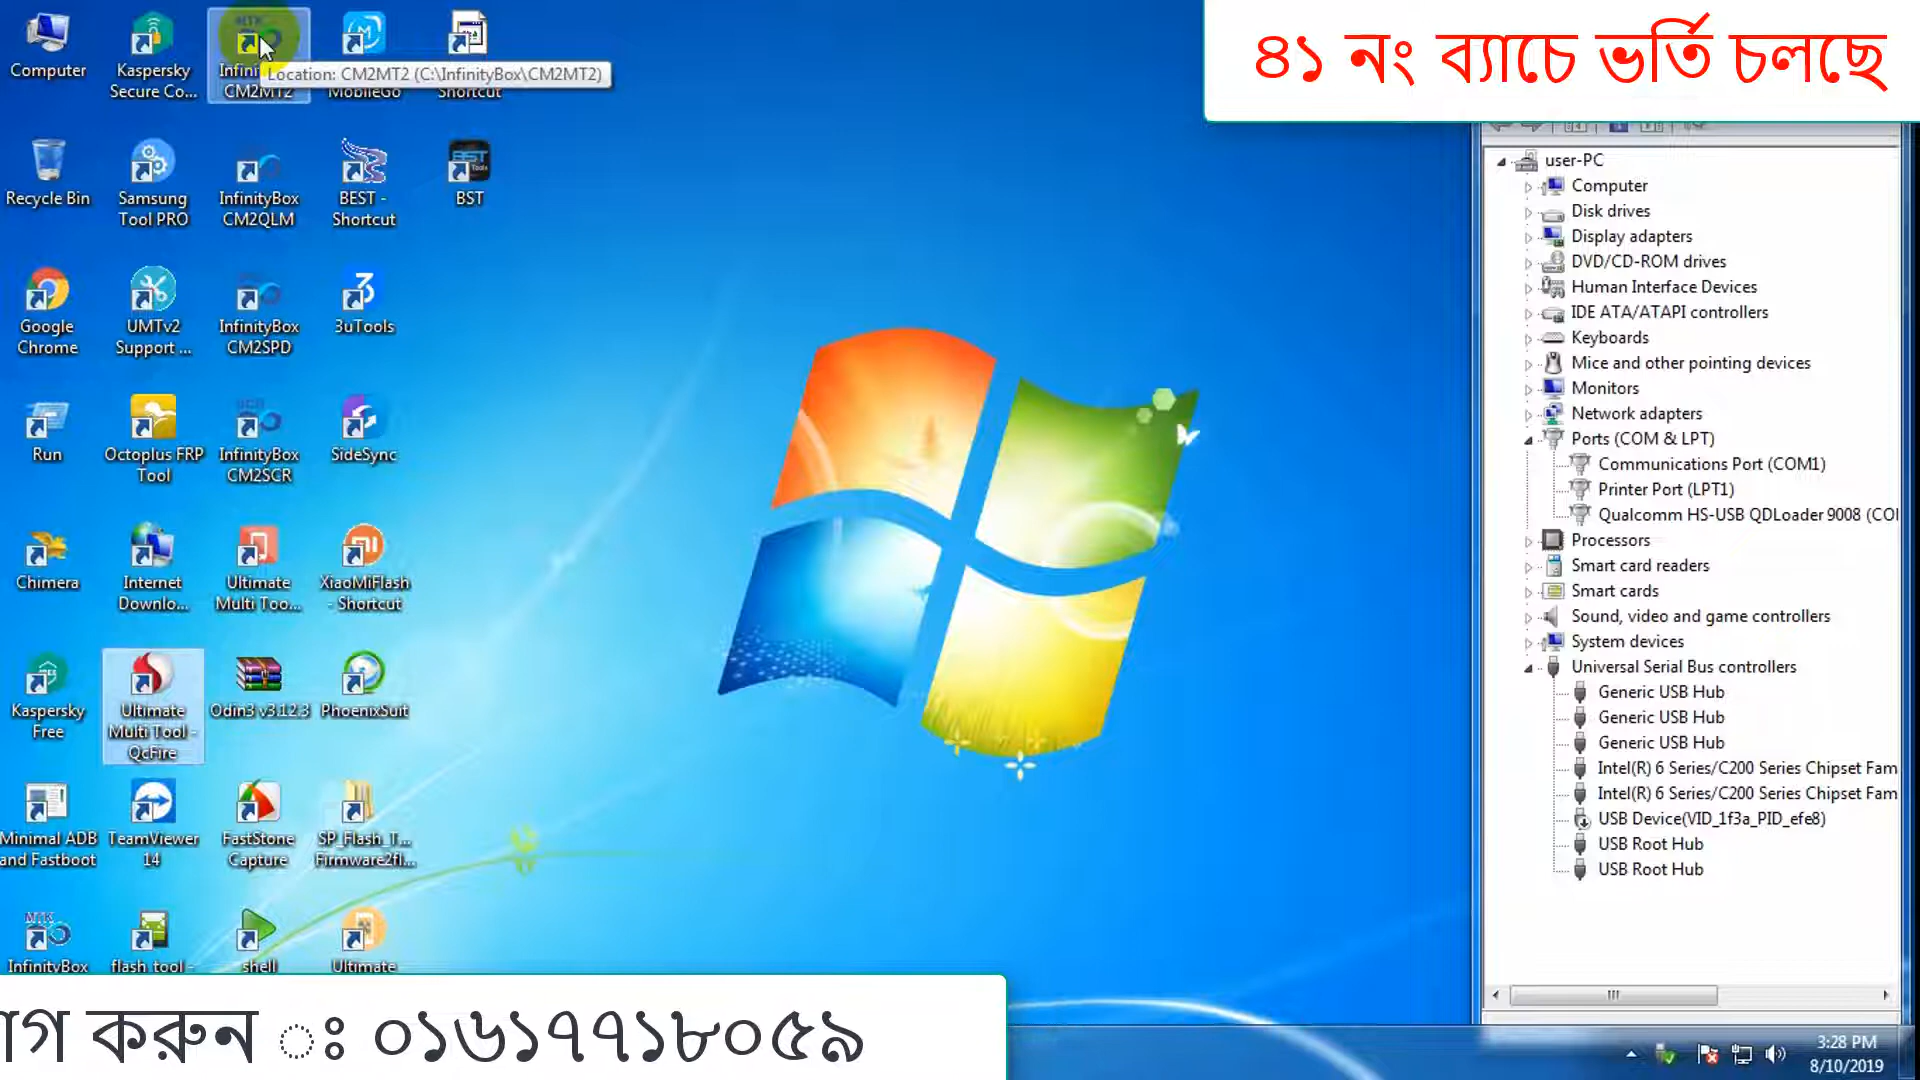 ৪১ নং ব্যাচে ভর্তি চলছে
Computer
Kaspersky
Secure Co...
CM2MT2
Location: CM2MT2 (C:\InfinityBox\CM2MT2)
MobileGo
Shortcut
Recycle Bin
Samsung
Tool PRO
InfinityBox
CM2QLM
BEST -
Shortcut
BST
Google
Chrome
UMTv2
Support ...
InfinityBox
CM2SPD
3uTools
Run
Octoplus FRP
Tool
InfinityBox
CM2SCR
SideSync
Chimera
Internet
Downlo...
Ultimate
Multi Too...
XiaoMiFlash
- Shortcut
Kaspersky
Free
Ultimate
Multi Tool -
QcFire
Odin3 v3.12.3
PhoenixSuit
Minimal ADB
and Fastboot
TeamViewer
14
FastStone
Capture
SP_Flash_T...
Firmware2fl...
InfinityBox
flash_tool -
shell
Ultimate
user-PC
Computer
Disk drives
Display adapters
DVD/CD-ROM drives
Human Interface Devices
IDE ATA/ATAPI controllers
Keyboards
Mice and other pointing devices
Monitors
Network adapters
Ports (COM & LPT)
Communications Port (COM1)
Printer Port (LPT1)
Qualcomm HS-USB QDLoader 9008 (COI
Processors
Smart card readers
Smart cards
Sound, video and game controllers
System devices
Universal Serial Bus controllers
Generic USB Hub
Generic USB Hub
Generic USB Hub
Intel(R) 6 Series/C200 Series Chipset Fam
Intel(R) 6 Series/C200 Series Chipset Fam
USB Device(VID_1f3a_PID_efe8)
USB Root Hub
USB Root Hub
াগ করুন ঃ ০১৬১৭৭১৮০৫৯
3:28 PM
8/10/2019